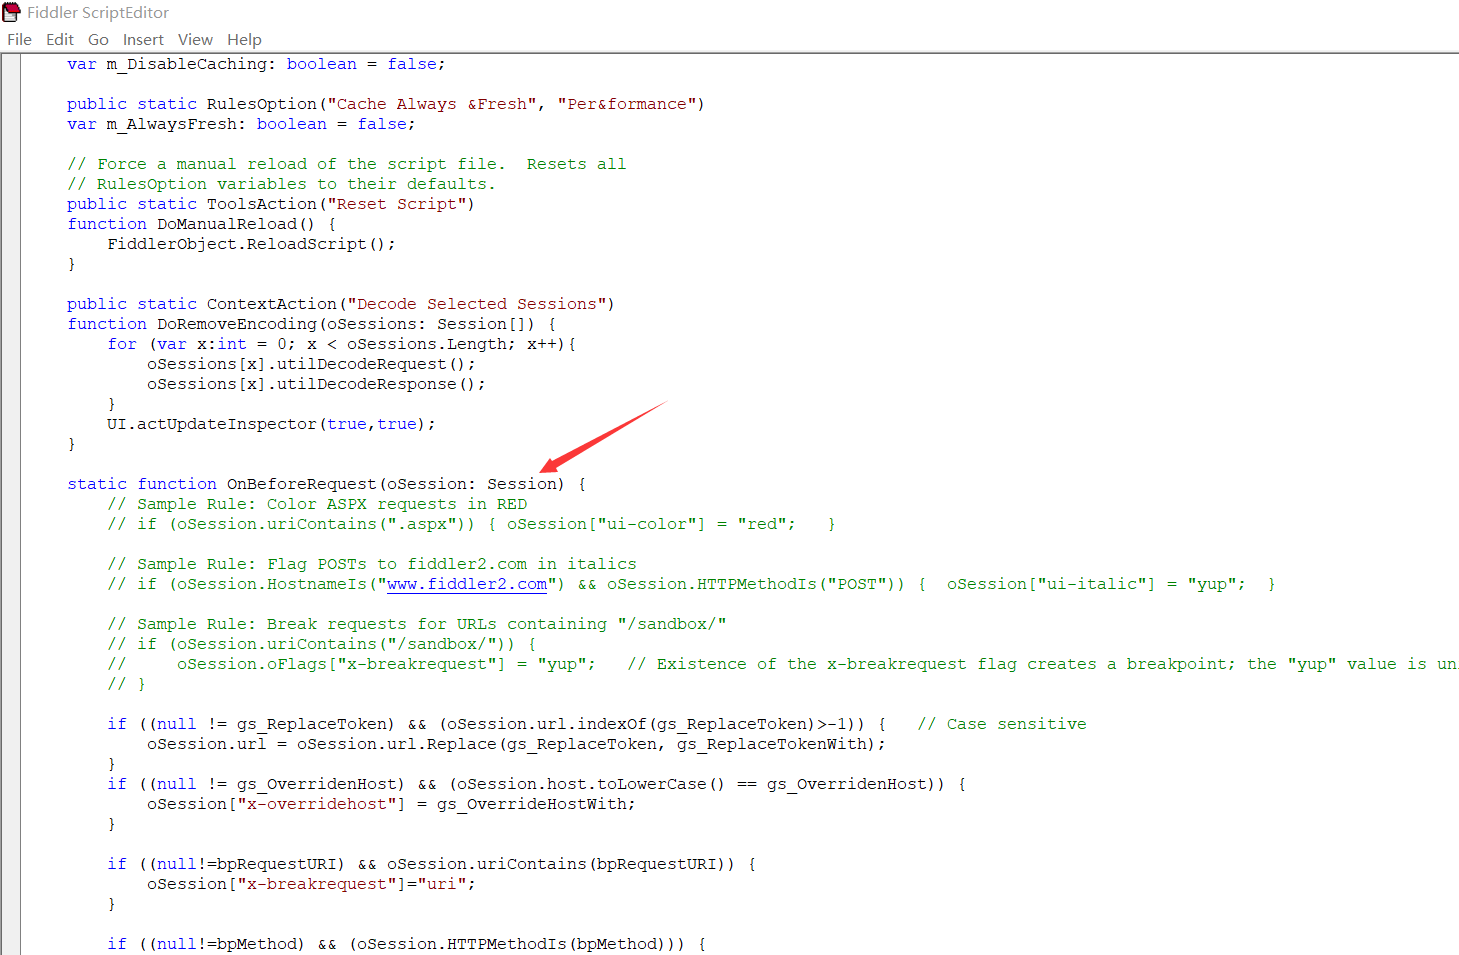 Fiddler ScriptEditor
File Edit Go Insert View Help
var m_DisableCaching: boolean = false;
public static RulesOption("Cache Always &Fresh", "Per&formance")
var m_AlwaysFresh: boolean = false;
// Force a manual reload of the script file.  Resets all
// RulesOption variables to their defaults.
public static ToolsAction("Reset Script")
function DoManualReload() {
FiddlerObject.ReloadScript();
}
public static ContextAction("Decode Selected Sessions")
function DoRemoveEncoding(oSessions: Session[]) {
for (var x:int = 0; x < oSessions.Length; x++){
oSessions[x].utilDecodeRequest();
oSessions[x].utilDecodeResponse();
}
UI.actUpdateInspector(true,true);
}
static function OnBeforeRequest(oSession: Session) {
// Sample Rule: Color ASPX requests in RED
// if (oSession.uriContains(".aspx")) { oSession["ui-color"] = "red";   }
// Sample Rule: Flag POSTs to fiddler2.com in italics
// if (oSession.HostnameIs("www.fiddler2.com") && oSession.HTTPMethodIs("POST")) {  oSession["ui-italic"] = "yup";  }
// Sample Rule: Break requests for URLs containing "/sandbox/"
// if (oSession.uriContains("/sandbox/")) {
//     oSession.oFlags["x-breakrequest"] = "yup";   // Existence of the x-breakrequest flag creates a breakpoint; the "yup" value is
// }
if ((null != gs_ReplaceToken) && (oSession.url.indexOf(gs_ReplaceToken)>-1)) {   // Case sensitive
oSession.url = oSession.url.Replace(gs_ReplaceToken, gs_ReplaceTokenWith);
}
if ((null != gs_OverridenHost) && (oSession.host.toLowerCase() == gs_OverridenHost)) {
oSession["x-overridehost"] = gs_OverrideHostWith;
}
if ((null!=bpRequestURI) && oSession.uriContains(bpRequestURI)) {
oSession["x-breakrequest"]="uri";
}
if ((null!=bpMethod) && (oSession.HTTPMethodIs(bpMethod))) {